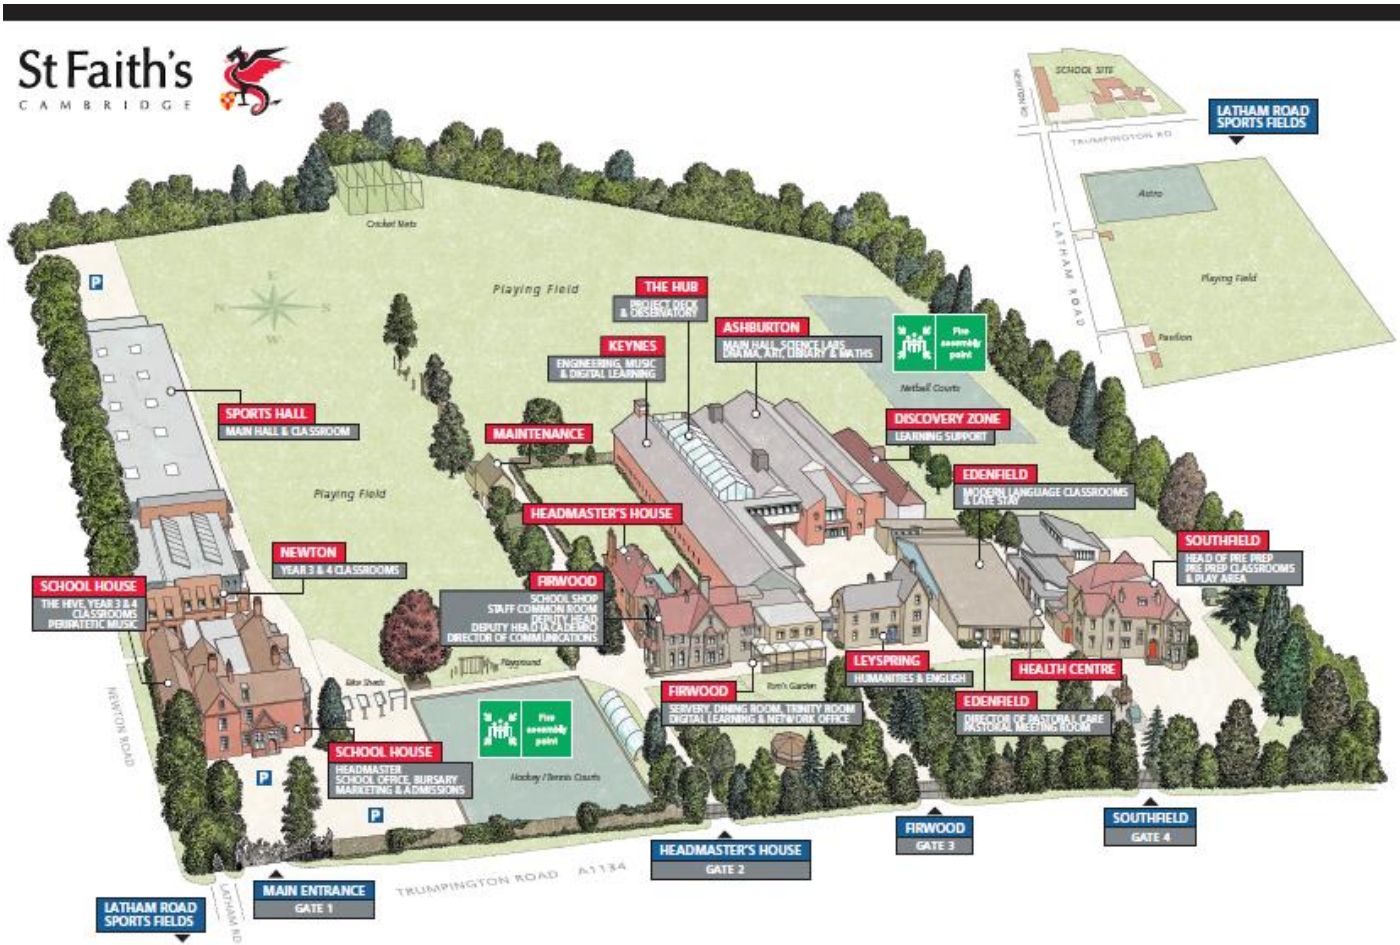 St Faith's
CAMBRIDGE
SCHOOL SITE
NEWTON RD
TRUMPINGTON RD
LATHAM ROAD
SPORTS FIELDS
Astro
LATHAM ROAD
Playing Field
Pavilion
Cricket Nets
P
E
N
S
W
Playing Field
THE HUB
PROJECT DECK
& OBSERVATORY
ASHBURTON
MAIN HALL, SCIENCE LABS
DRAMA, ART, LIBRARY & MATHS
Fire
assembly
point
KEYNES
ENGINEERING, MUSIC
& DIGITAL LEARNING
Netball Courts
SPORTS HALL
MAIN HALL & CLASSROOM
MAINTENANCE
DISCOVERY ZONE
LEARNING SUPPORT
EDENFIELD
MODERN LANGUAGE CLASSROOMS
& LATE STAY
Playing Field
HEADMASTER'S HOUSE
SOUTHFIELD
HEAD OF PRE PREP
PRE PREP CLASSROOMS
& PLAY AREA
NEWTON
YEAR 3 & 4 CLASSROOMS
SCHOOL HOUSE
THE HIVE, YEAR 3 & 4
CLASSROOMS
PERIPATETIC MUSIC
FIRWOOD
SCHOOL SHOP
STAFF COMMON ROOM
DEPUTY HEAD
DEPUTY HEAD (ACADEMIC)
DIRECTOR OF COMMUNICATIONS
Playground
LEYSPRING
HUMANITIES & ENGLISH
HEALTH CENTRE
Bike Sheds
FIRWOOD
SERVERY, DINING ROOM, TRINITY ROOM
DIGITAL LEARNING & NETWORK OFFICE
Tom's Garden
EDENFIELD
DIRECTOR OF PASTORAL CARE
PASTORAL MEETING ROOM
NEWTON ROAD
Fire
assembly
point
SCHOOL HOUSE
HEADMASTER
SCHOOL OFFICE, BURSARY
MARKETING & ADMISSIONS
Hockey / Tennis Courts
P
P
SOUTHFIELD
GATE 4
FIRWOOD
GATE 3
HEADMASTER'S HOUSE
GATE 2
TRUMPINGTON ROAD A1134
MAIN ENTRANCE
GATE 1
LATHAM RD
LATHAM ROAD
SPORTS FIELDS